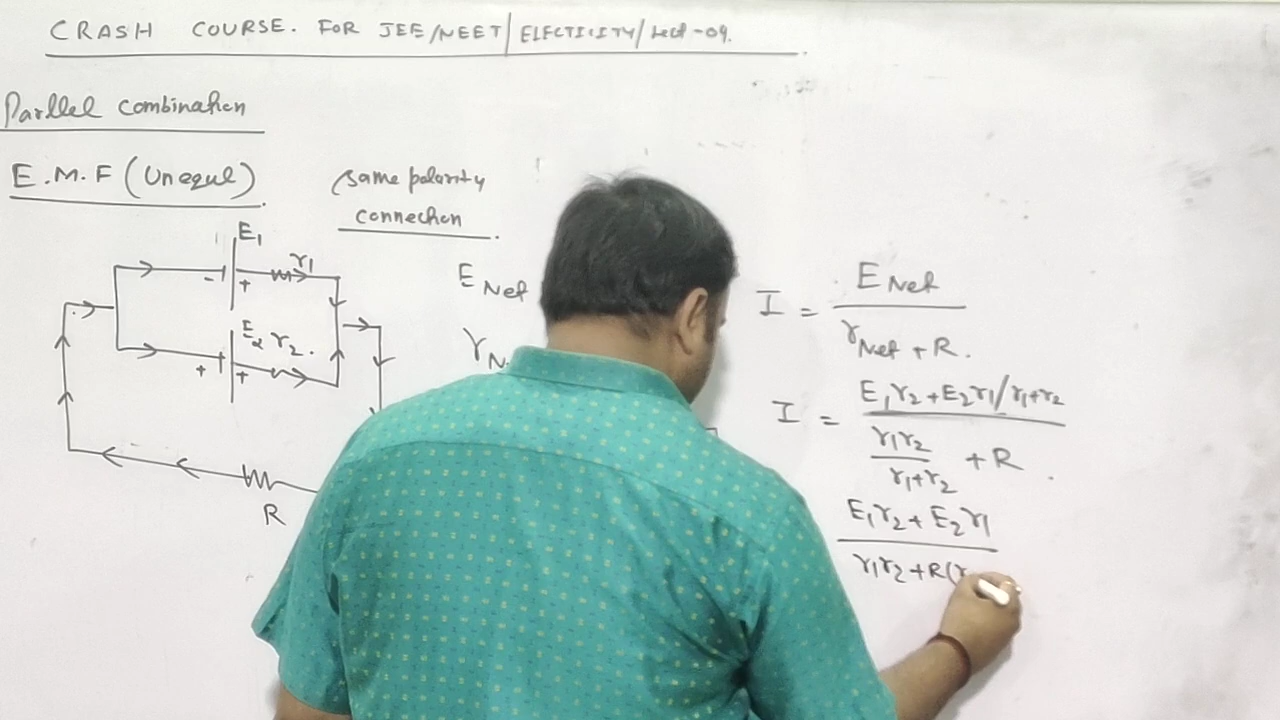 CRASH COURSE. FOR JEE/NEET/ELECTICITY/Lect-09.
Parllel Combination
E.M.F (Unequl)
(same polarity
connection
E1
r1
- +
E2 r2.
+ +
R
E Net
r N
I = E Net / r Net + R.
I = E1r2 + E2r1/r1+r2
r1r2 / r1+r2 + R
E1r2 + E2r1
r1r2 + R(r